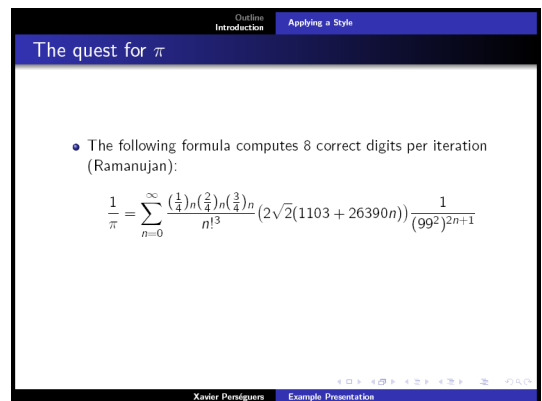 Outline
Introduction
Applying a Style
The quest for π
The following formula computes 8 correct digits per iteration
(Ramanujan):
1/π = ∑_{n=0}^{∞} ((1/4)_n (2/4)_n (3/4)_n / n!^3) (2√2(1103 + 26390n)) 1/(99^2)^{2n+1}
Xavier Perséguers
Example Presentation